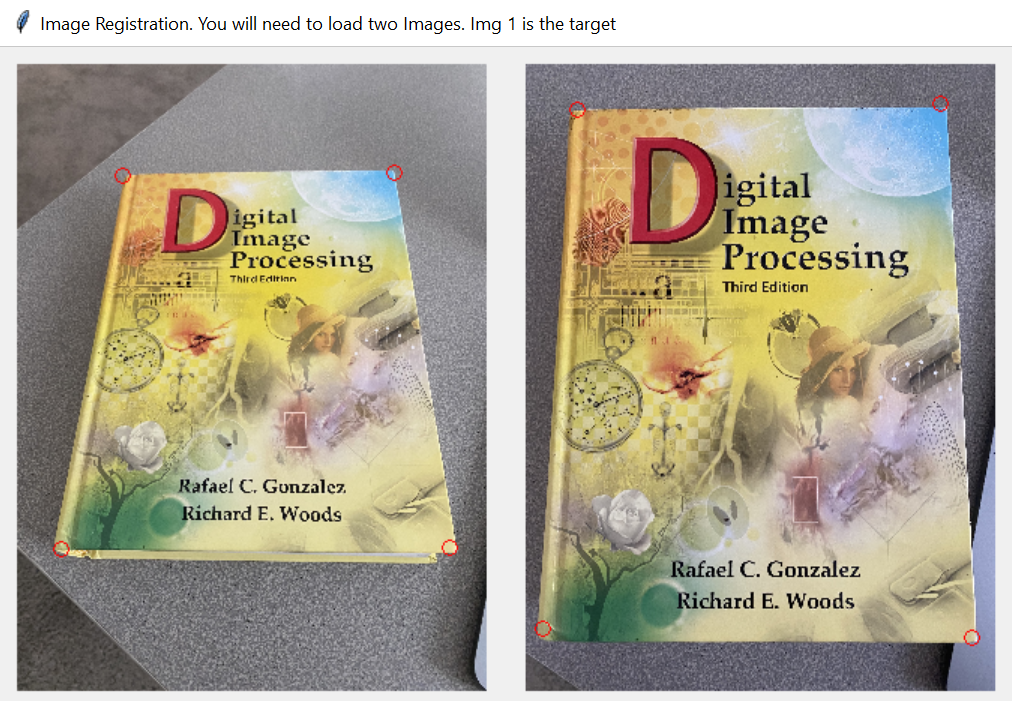 Image Registration. You will need to load two Images. Img 1 is the target
Digital
Image
Processing
Third Edition
Rafael C. Gonzalez
Richard E. Woods
Digital
Image
Processing
Third Edition
Rafael C. Gonzalez
Richard E. Woods